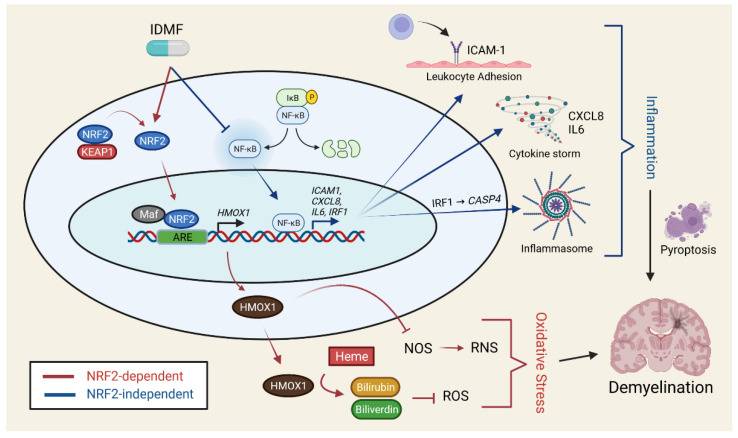 IDMF
ICAM-1
Leukocyte Adhesion
IκB
P
NF-κB
NRF2
KEAP1
NRF2
NF-κB
CXCL8
IL6
Cytokine storm
Inflammation
Maf
NRF2
ARE
HMOX1
NF-κB
ICAM1,
CXCL8,
IL6, IRF1
IRF1 → CASP4
Inflammasome
Pyroptosis
HMOX1
NOS
RNS
Heme
HMOX1
Bilirubin
Biliverdin
ROS
Oxidative Stress
Demyelination
NRF2-dependent
NRF2-independent